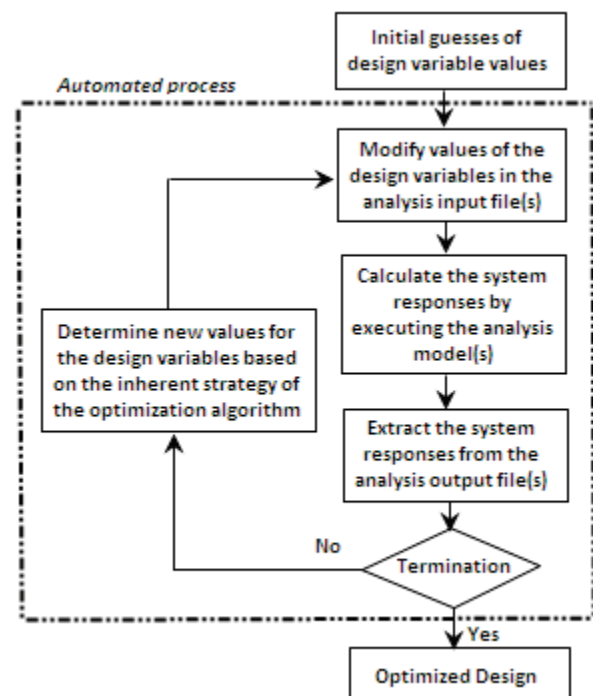 Initial guesses of
design variable values
Automated process
Modify values of the
design variables in the
analysis input file(s)
Calculate the system
responses by
executing the analysis
model(s)
Determine new values for
the design variables based
on the inherent strategy of
the optimization algorithm
Extract the system
responses from the
analysis output file(s)
No
Termination
Yes
Optimized Design